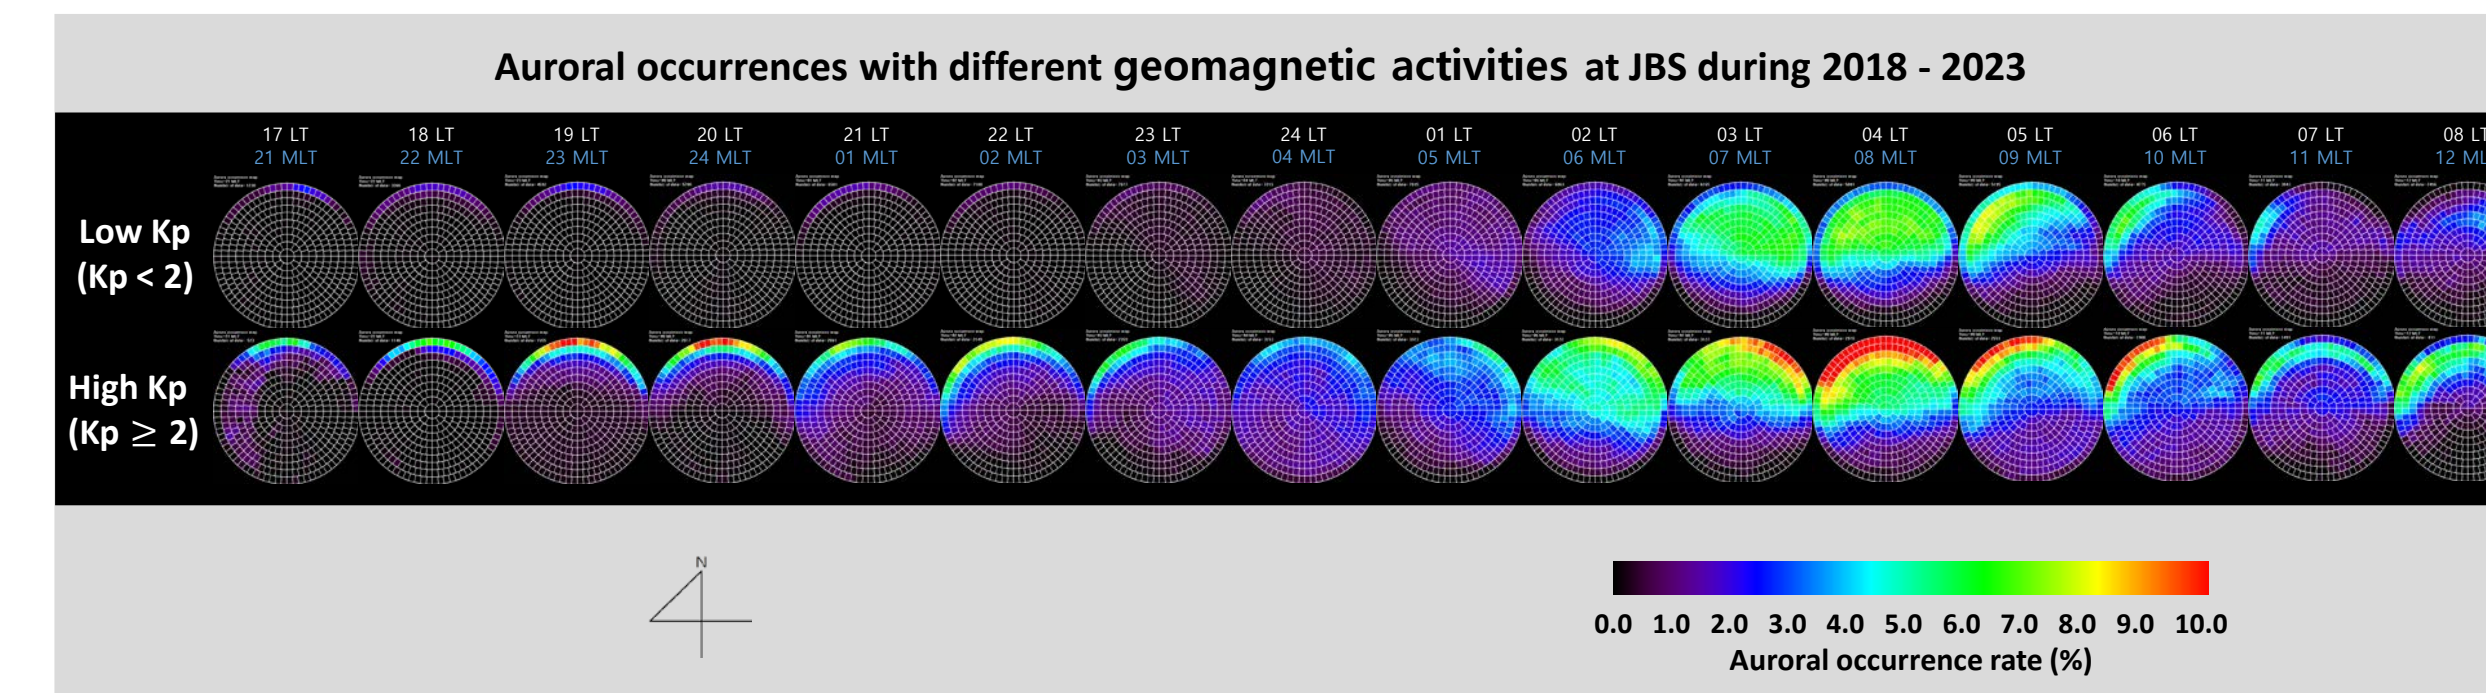 Auroral occurrences with different geomagnetic activities at JBS during 2018 - 2023
17 LT 18 LT 19 LT 20 LT 21 LT 22 LT 23 LT 24 LT 01 LT 02 LT 03 LT 04 LT 05 LT 06 LT 07 LT 08 LT
21 MLT 22 MLT 23 MLT 24 MLT 01 MLT 02 MLT 03 MLT 04 MLT 05 MLT 06 MLT 07 MLT 08 MLT 09 MLT 10 MLT 11 MLT 12 ML
Low Kp
(Kp < 2)
High Kp
(Kp ≥ 2)
N
0.0 1.0 2.0 3.0 4.0 5.0 6.0 7.0 8.0 9.0 10.0
Auroral occurrence rate (%)